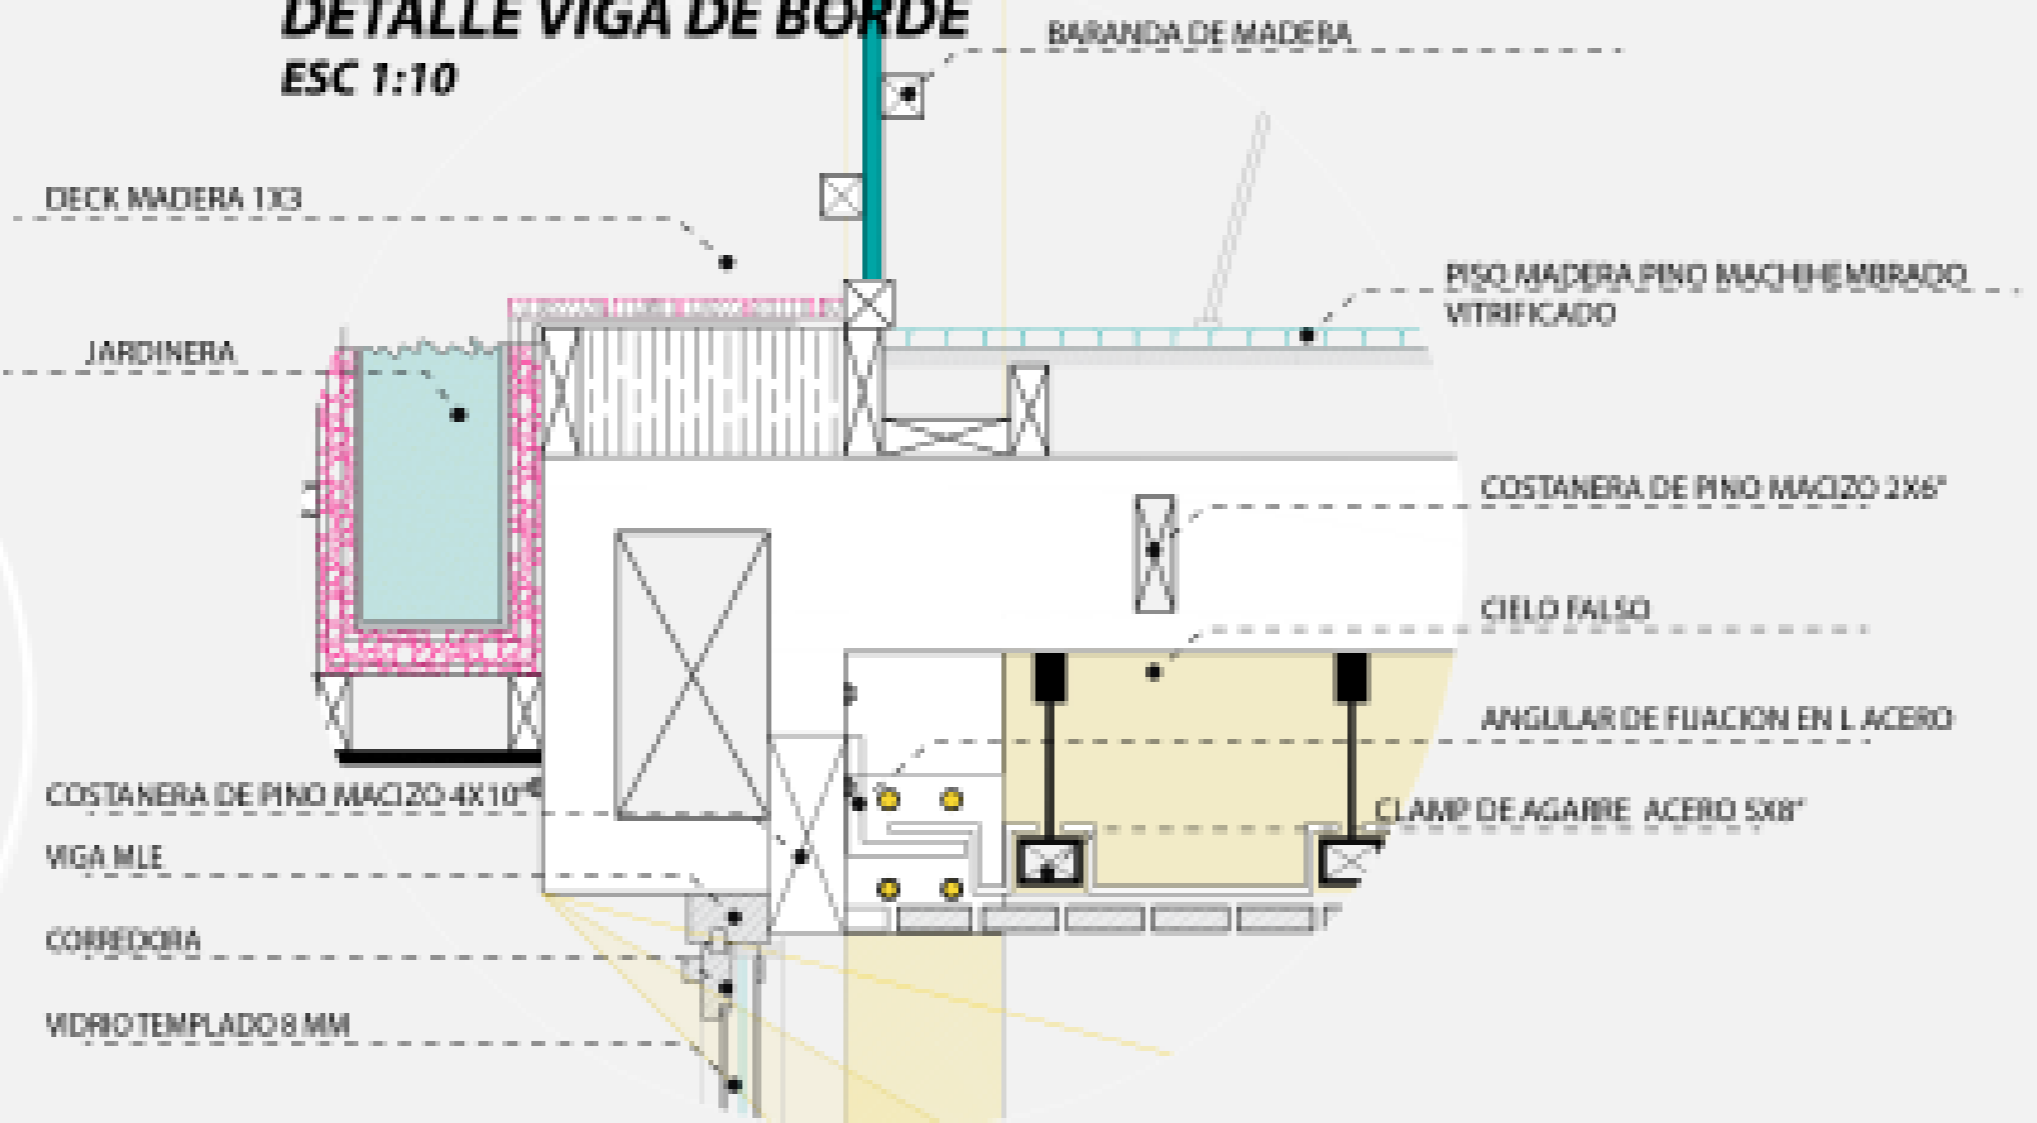 DETALLE VIGA DE BORDE
ESC 1:10
BARANDA DE MADERA
DECK MADERA 1X3
PISO MADERA PINO MACHIHEMBRADO
VITRIFICADO
JARDINERA
COSTANERA DE PINO MACIZO 2X6"
CIELO FALSO
ANGULAR DE FIJACION EN L ACERO
COSTANERA DE PINO MACIZO 4X10"
CLAMP DE AGARRE ACERO 5X8"
VIGA MLE
CORREDORA
VIDRIO TEMPLADO 8 MM